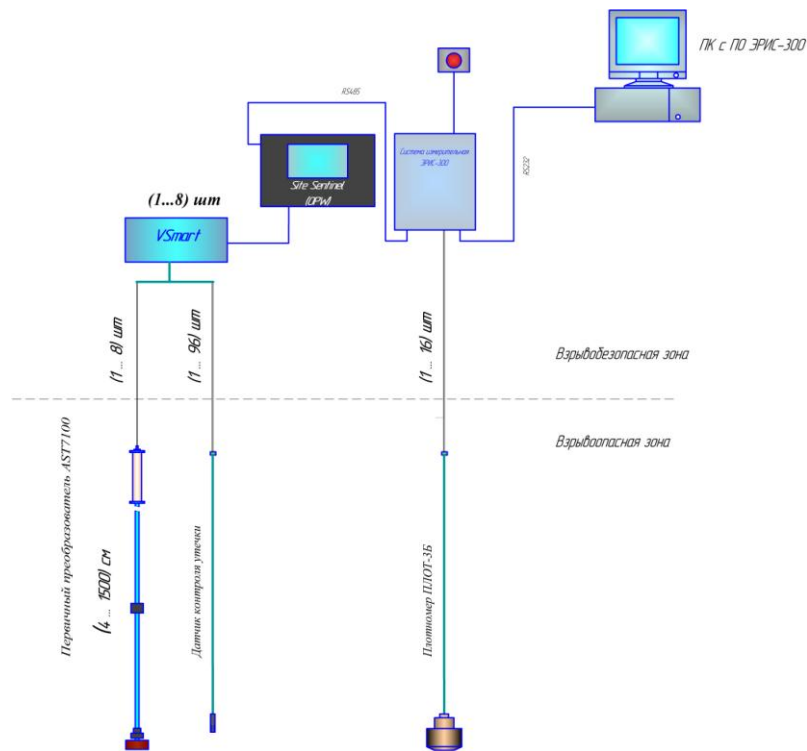 ПК с ПО ЭРИС-300
RS485
Система измерительная
ЭРИС-300
RS232
Site Sentinel
(OPW)
(1...8) шт
VSmart
(1 ... 8) шт
(1 ... 96) шт
(1 ... 16) шт
Взрывобезопасная зона
Взрывоопасная зона
Первичный преобразователь AST7100
(4 ... 1500) см
Датчик контроля утечки
Плотномер ПЛОТ-3Б